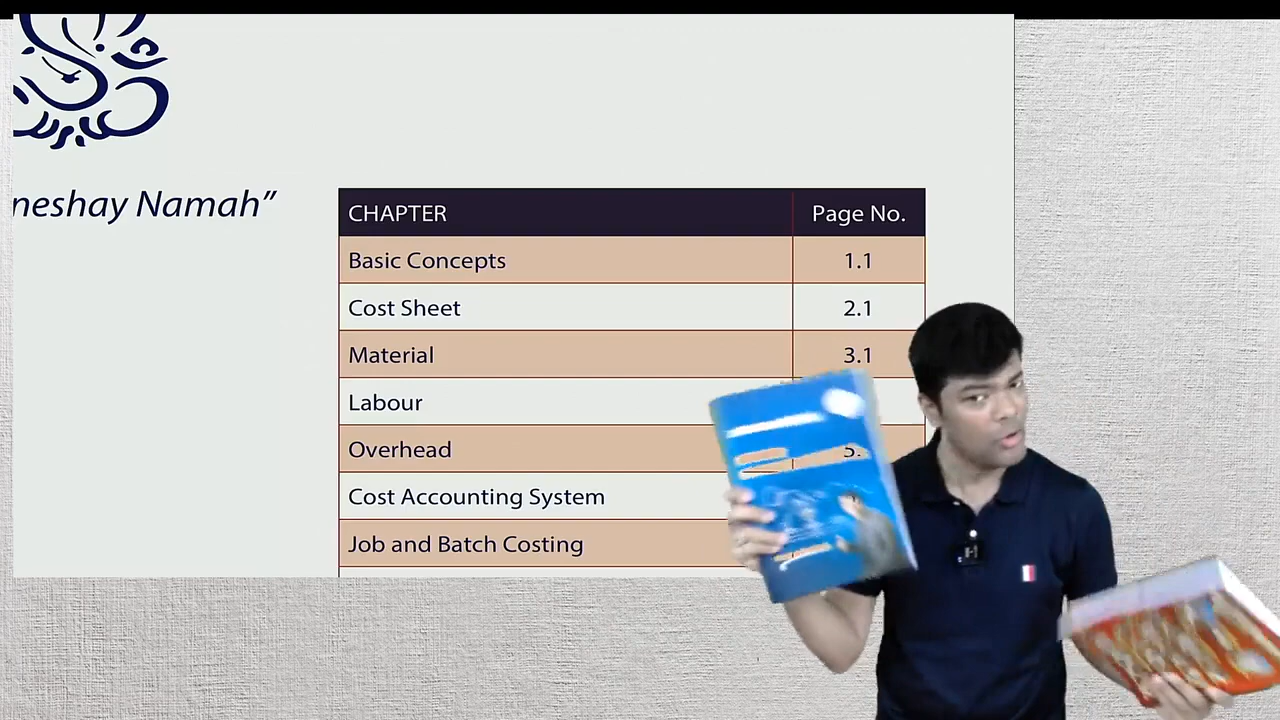 neshay Namah”
CHAPTER Page No.
Basic Concepts 1.1
Cost Sheet 2.1
Material 3.1
Labour
Overhead 5.
Cost Accounting System
Job and Batch Costing